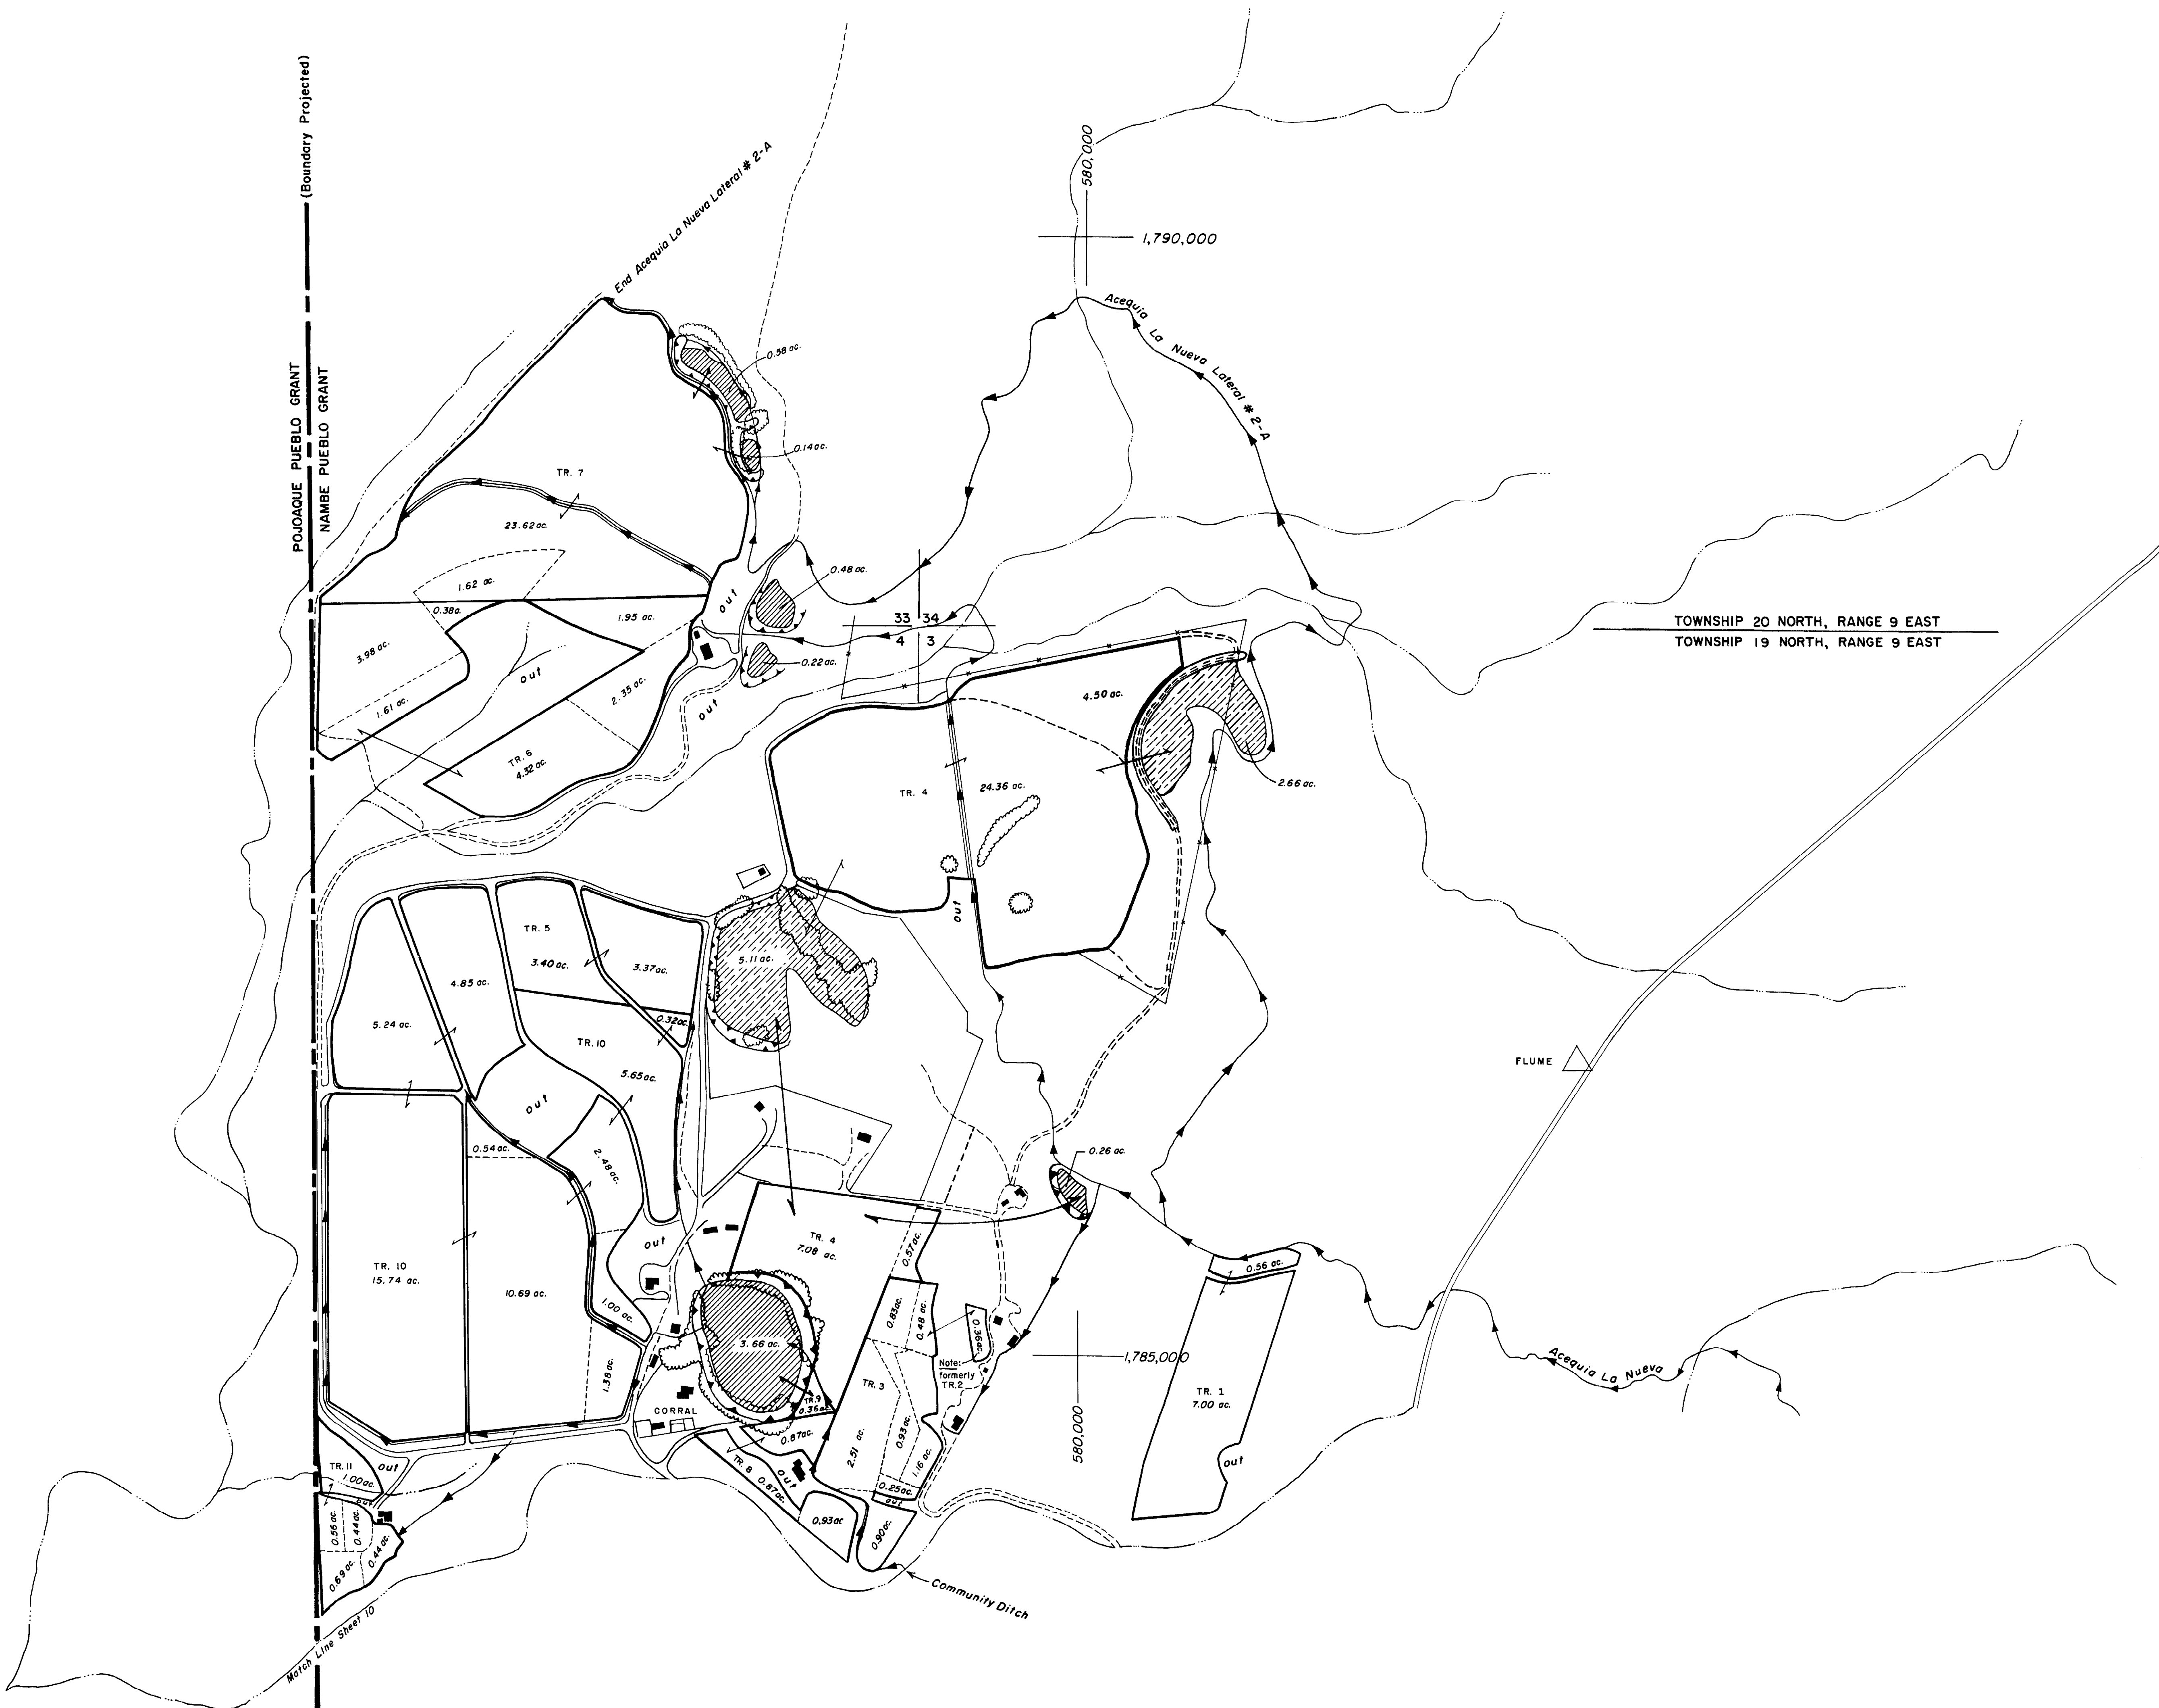 (Boundary Projected)
POJOAQUE PUEBLO GRANT
NAMBE PUEBLO GRANT
End Acequia La Nueva Lateral # 2-A
580,000
1,790,000
Acequia La Nueva Lateral # 2-A
0.58 ac.
0.14 ac.
TR. 7
23.62 ac.
1.62 ac.
0.38a.
1.95 ac.
3.98 ac.
1.61 ac.
out
2.35 ac.
TR. 6
4.32 ac.
out
0.48 ac.
0.22 ac.
out
33 34
4 3
TOWNSHIP 20 NORTH, RANGE 9 EAST
TOWNSHIP 19 NORTH, RANGE 9 EAST
4.50 ac.
2.66 ac.
TR. 4
24.36 ac.
out
TR. 5
3.40 ac.
3.37 ac.
4.85 ac.
5.24 ac.
5.11 ac.
0.32 ac.
TR. 10
5.65 ac.
out
FLUME
0.54 ac.
2.48 ac.
0.26 ac.
out
TR. 4
7.08 ac.
0.57 ac.
0.56 ac.
TR. 10
15.74 ac.
10.69 ac.
1.00 ac.
0.83 ac.
0.48 ac.
0.36 ac.
3.66 ac.
Note:
formerly
TR. 2
1,785,000
580,000
Acequia La Nueva
1.38 ac.
TR. 3
TR. 1
7.00 ac.
TR. 9
0.36 ac.
CORRAL
0.87 ac.
2.51 ac.
0.93 ac.
1.16 ac.
out
TR. 11
1.00 ac.
out
TR. 8 0.87 ac.
out
0.25 ac.
out
out
0.56 ac.
0.44 ac.
0.44 ac.
0.69 ac.
0.93 ac
0.90 ac.
Community Ditch
Match Line Sheet 10